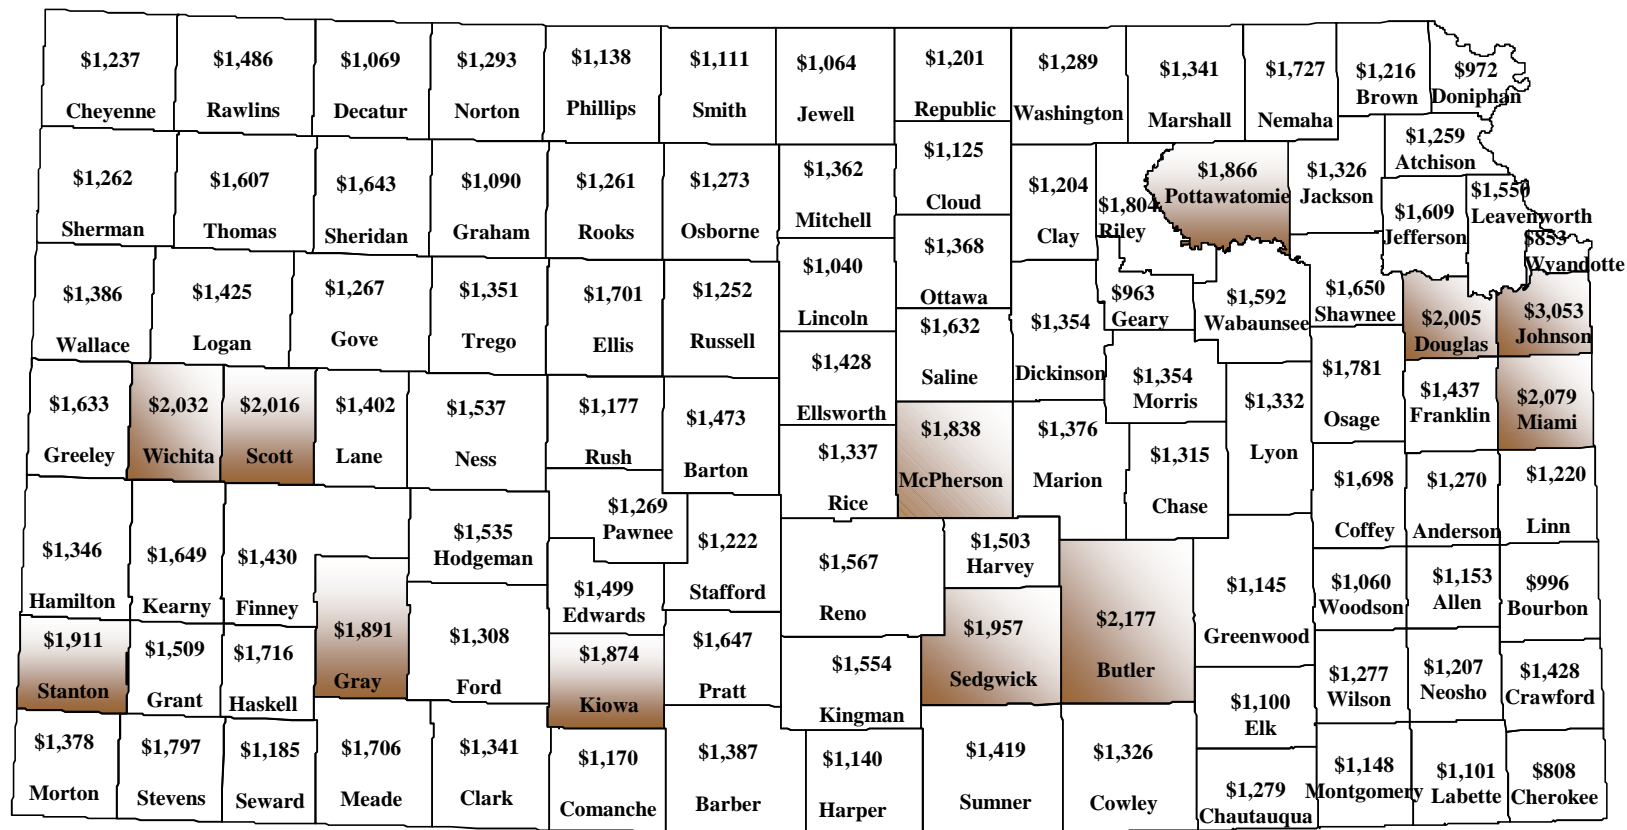 $1,237
Cheyenne
$1,486
Rawlins
$1,069
Decatur
$1,293
Norton
$1,138
Phillips
$1,111
Smith
$1,064
Jewell
$1,201
Republic
$1,289
Washington
$1,341
Marshall
$1,727
Nemaha
$1,216
Brown
$972
Doniphan
$1,262
Sherman
$1,607
Thomas
$1,643
Sheridan
$1,090
Graham
$1,261
Rooks
$1,273
Osborne
$1,362
Mitchell
$1,125
Cloud
$1,204
Clay
$1,804
Riley
$1,866
Pottawatomie
$1,326
Jackson
$1,259
Atchison
$1,609
Jefferson
$1,550
Leavenworth
$853
Wyandotte
$1,386
Wallace
$1,425
Logan
$1,267
Gove
$1,351
Trego
$1,701
Ellis
$1,252
Russell
$1,040
Lincoln
$1,368
Ottawa
$1,632
Saline
$1,354
Dickinson
$963
Geary
$1,592
Wabaunsee
$1,650
Shawnee
$2,005
Douglas
$3,053
Johnson
$1,633
Greeley
$2,032
Wichita
$2,016
Scott
$1,402
Lane
$1,537
Ness
$1,177
Rush
$1,473
Barton
$1,428
Ellsworth
$1,337
Rice
$1,838
McPherson
$1,376
Marion
$1,354
Morris
$1,315
Chase
$1,332
Lyon
$1,781
Osage
$1,437
Franklin
$2,079
Miami
$1,698
Coffey
$1,270
Anderson
$1,220
Linn
$1,346
Hamilton
$1,649
Kearny
$1,430
Finney
$1,535
Hodgeman
$1,269
Pawnee
$1,499
Edwards
$1,222
Stafford
$1,567
Reno
$1,503
Harvey
$1,957
Sedgwick
$2,177
Butler
$1,145
Greenwood
$1,060
Woodson
$1,153
Allen
$996
Bourbon
$1,911
Stanton
$1,509
Grant
$1,716
Haskell
$1,891
Gray
$1,308
Ford
$1,874
Kiowa
$1,647
Pratt
$1,554
Kingman
$1,100
Elk
$1,277
Wilson
$1,207
Neosho
$1,428
Crawford
$1,378
Morton
$1,797
Stevens
$1,185
Seward
$1,706
Meade
$1,341
Clark
$1,170
Comanche
$1,387
Barber
$1,140
Harper
$1,419
Sumner
$1,326
Cowley
$1,279
Chautauqua
$1,148
Montgomery
$1,101
Labette
$808
Cherokee